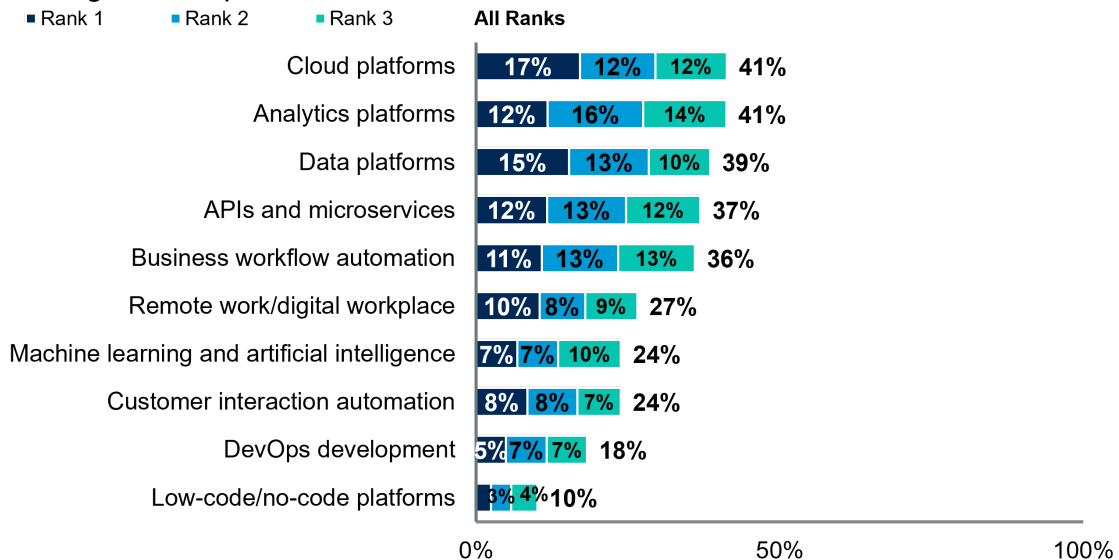 Rank 1 Rank 2 Rank 3 All Ranks
Cloud platforms 17% 12% 12% 41%
Analytics platforms 12% 16% 14% 41%
Data platforms 15% 13% 10% 39%
APIs and microservices 12% 13% 12% 37%
Business workflow automation 11% 13% 13% 36%
Remote work/digital workplace 10% 8% 9% 27%
Machine learning and artificial intelligence 7% 7% 10% 24%
Customer interaction automation 8% 8% 7% 24%
DevOps development 5% 7% 7% 18%
Low-code/no-code platforms 3% 4% 10%
0% 50% 100%